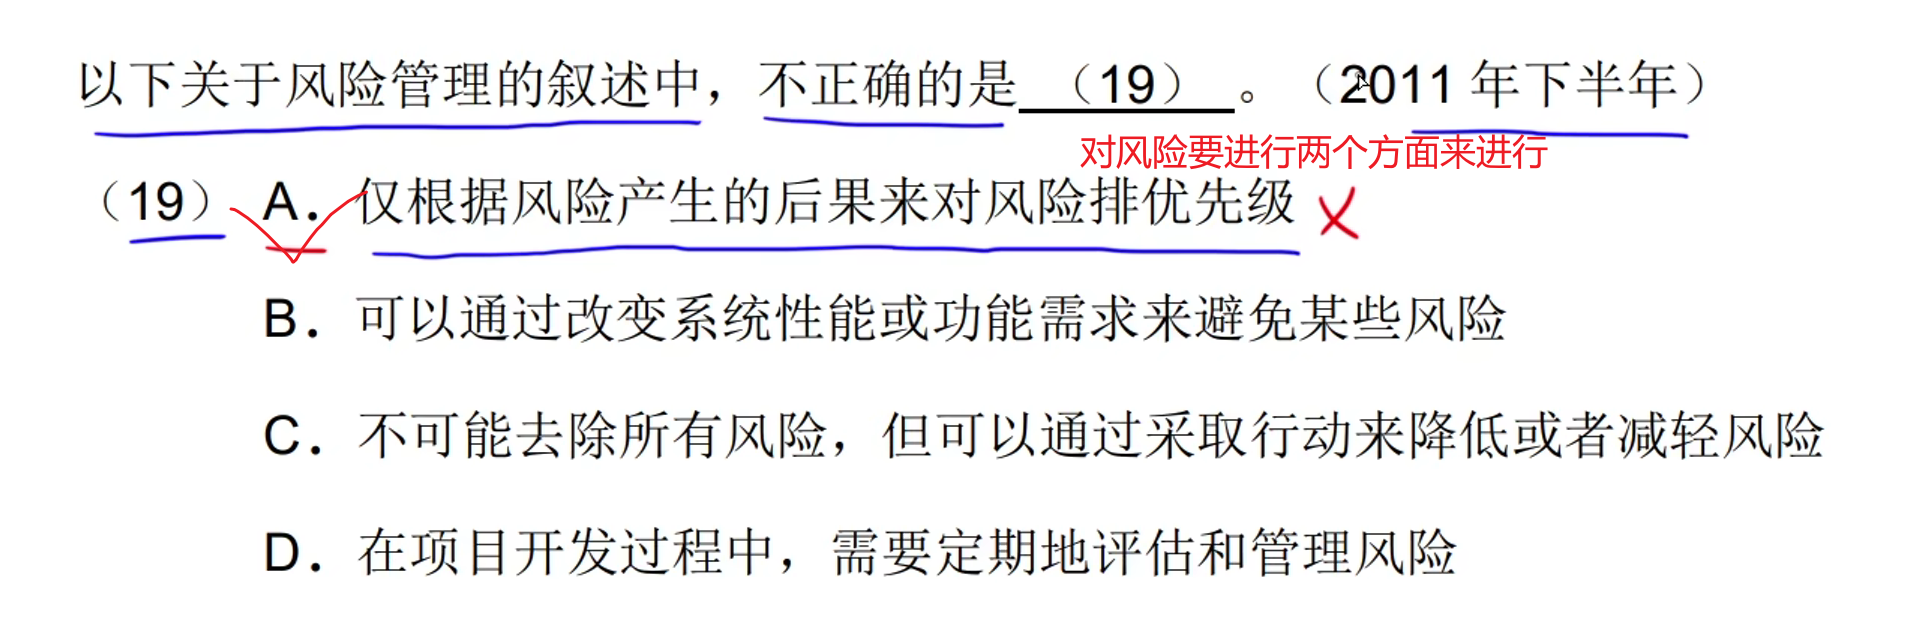 以下关于风险管理的叙述中，不正确的是 （19） 。（2011 年下半年）
对风险要进行两个方面来进行
（19） A．仅根据风险产生的后果来对风险排优先级
B．可以通过改变系统性能或功能需求来避免某些风险
C．不可能去除所有风险，但可以通过采取行动来降低或者减轻风险
D．在项目开发过程中，需要定期地评估和管理风险